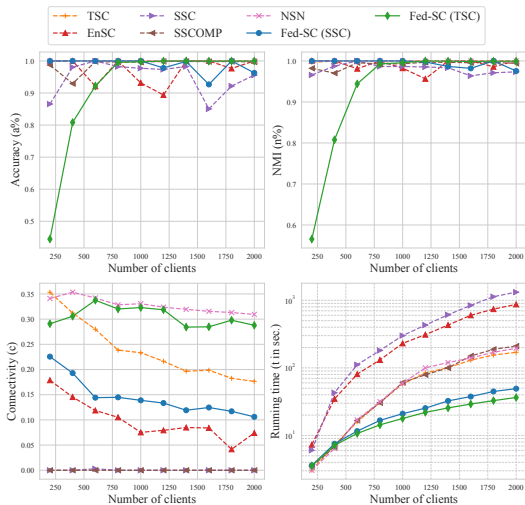 TSC SSC NSN Fed-SC (TSC)
EnSC SSCOMP Fed-SC (SSC)
Accuracy (a%)
1.0
0.9
0.8
0.7
0.6
0.5
250 500 750 1000 1250 1500 1750 2000
Number of clients
NMI (n%)
1.0
0.9
0.8
0.7
0.6
250 500 750 1000 1250 1500 1750 2000
Number of clients
Connectivity (c)
0.35
0.30
0.25
0.20
0.15
0.10
0.05
0.00
250 500 750 1000 1250 1500 1750 2000
Number of clients
Running time (t in sec.)
10³
10²
10
250 500 750 1000 1250 1500 1750 2000
Number of clients